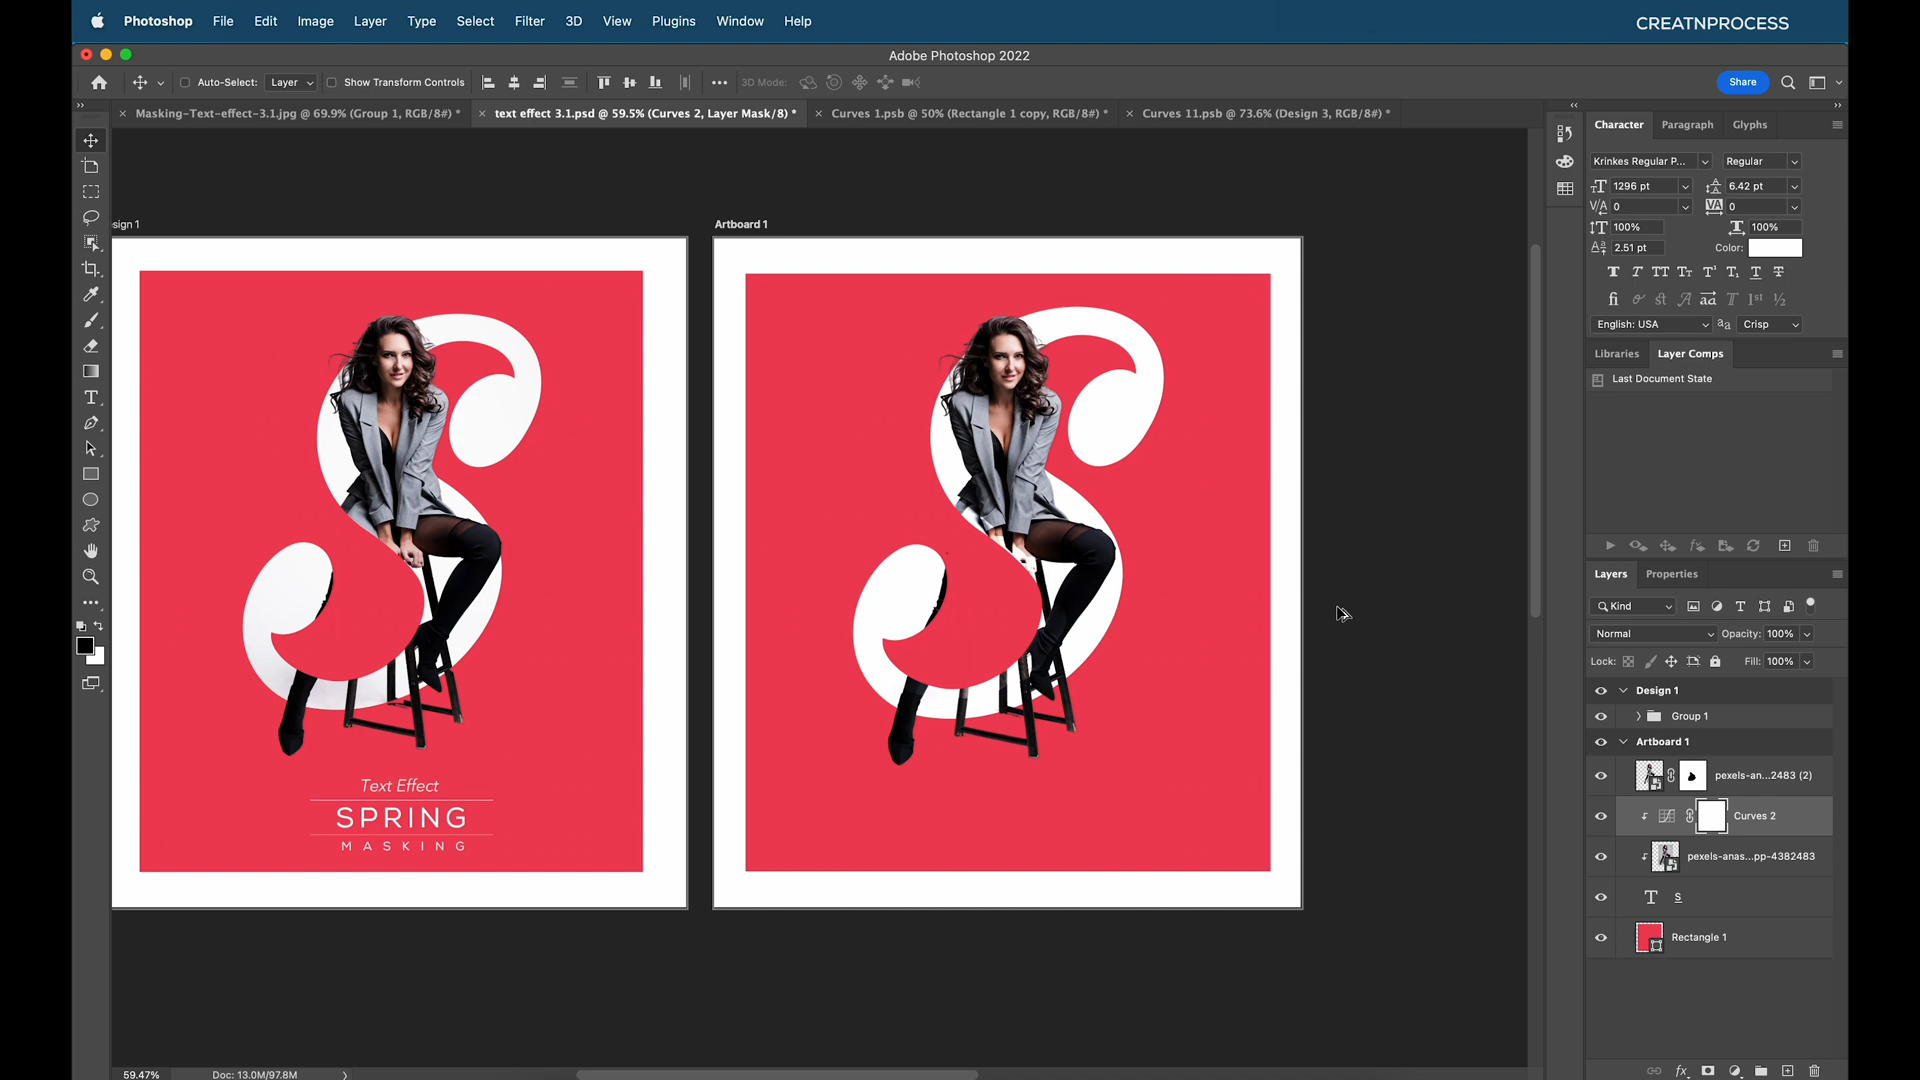 Photoshop File Edit Image Layer Type Select Filter 3D View Plugins Window Help
CREATNPROCESS
Adobe Photoshop 2022
Auto-Select: Layer Show Transform Controls 3D Mode: Share
Masking-Text-effect-3.1.jpg @ 69.9% (Group 1, RGB/8#) *
text effect 3.1.psd @ 59.5% (Curves 2, Layer Mask/8) *
Curves 1.psb @ 50% (Rectangle 1 copy, RGB/8#) *
Curves 11.psb @ 73.6% (Design 3, RGB/8#) *
sign 1
Artboard 1
Text Effect
SPRING
MASKING
Character Paragraph Glyphs
Krinkes Regular P... Regular
1296 pt 6.42 pt
0 0
100% 100%
2.51 pt Color:
English: USA Crisp
Libraries Layer Comps
Last Document State
Layers Properties
Kind
Normal Opacity: 100%
Lock: Fill: 100%
Design 1
Group 1
Artboard 1
pexels-an...2483 (2)
Curves 2
pexels-anas...pp-4382483
S
Rectangle 1
59.47% Doc: 13.0M/97.8M